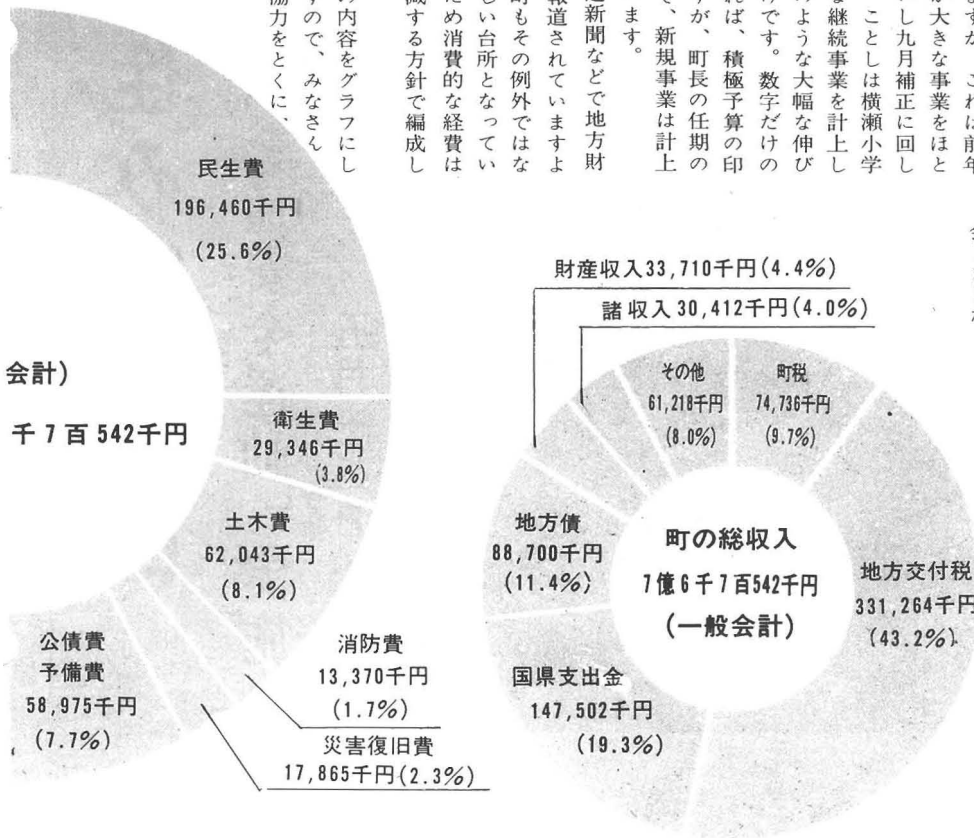 ますが、これは前年
が大きな事業をほと
し九月補正に回し
ことしは横瀬小学
な継続事業を計上し
のような大幅な伸び
けです。数字だけの
れば、積極予算の印
すが、町長の任期の
で、新規事業は計上
ます。
近新聞などで地方財
報道されていますよ
町もその例外ではな
しい台所となってい
ため消費的な経費は
減する方針で編成し
の内容をグラフにし
すので、みなさん
協力をとくに、
民生費
196,460千円
(25.6%)
会計)
千7百542千円
衛生費
29,346千円
(3.8%)
土木費
62,043千円
(8.1%)
公債費
予備費
58,975千円
(7.7%)
消防費
13,370千円
(1.7%)
災害復旧費
17,865千円(2.3%)
財産収入33,710千円(4.4%)
諸収入30,412千円(4.0%)
その他
61,218千円
(8.0%)
町税
74,736千円
(9.7%)
地方債
88,700千円
(11.4%)
町の総収入
7億6千7百542千円
(一般会計)
地方交付税
331,264千円
(43.2%)
国県支出金
147,502千円
(19.3%)